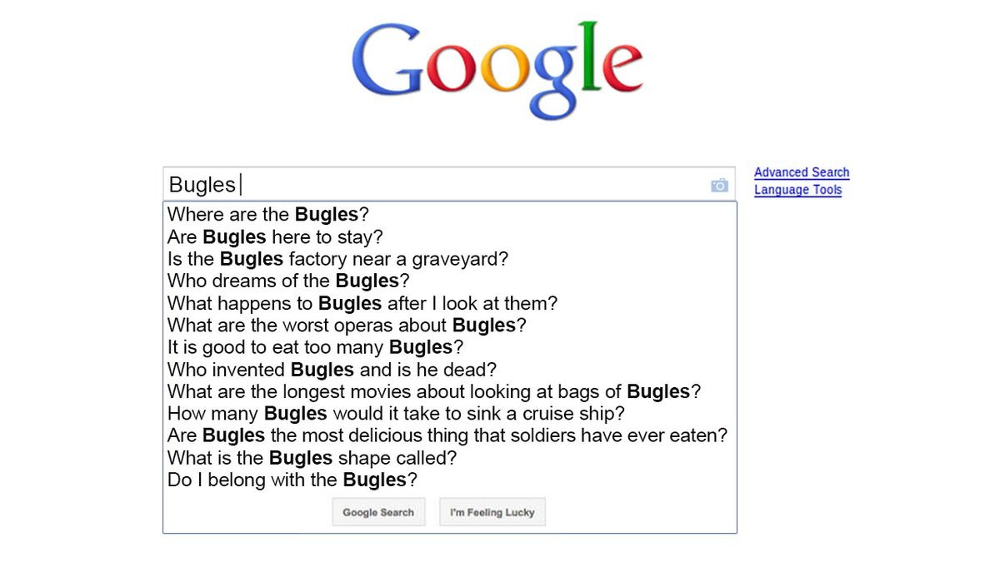 Google
Bugles
Advanced Search
Language Tools
Where are the Bugles?
Are Bugles here to stay?
Is the Bugles factory near a graveyard?
Who dreams of the Bugles?
What happens to Bugles after I look at them?
What are the worst operas about Bugles?
It is good to eat too many Bugles?
Who invented Bugles and is he dead?
What are the longest movies about looking at bags of Bugles?
How many Bugles would it take to sink a cruise ship?
Are Bugles the most delicious thing that soldiers have ever eaten?
What is the Bugles shape called?
Do I belong with the Bugles?
Google Search
I'm Feeling Lucky